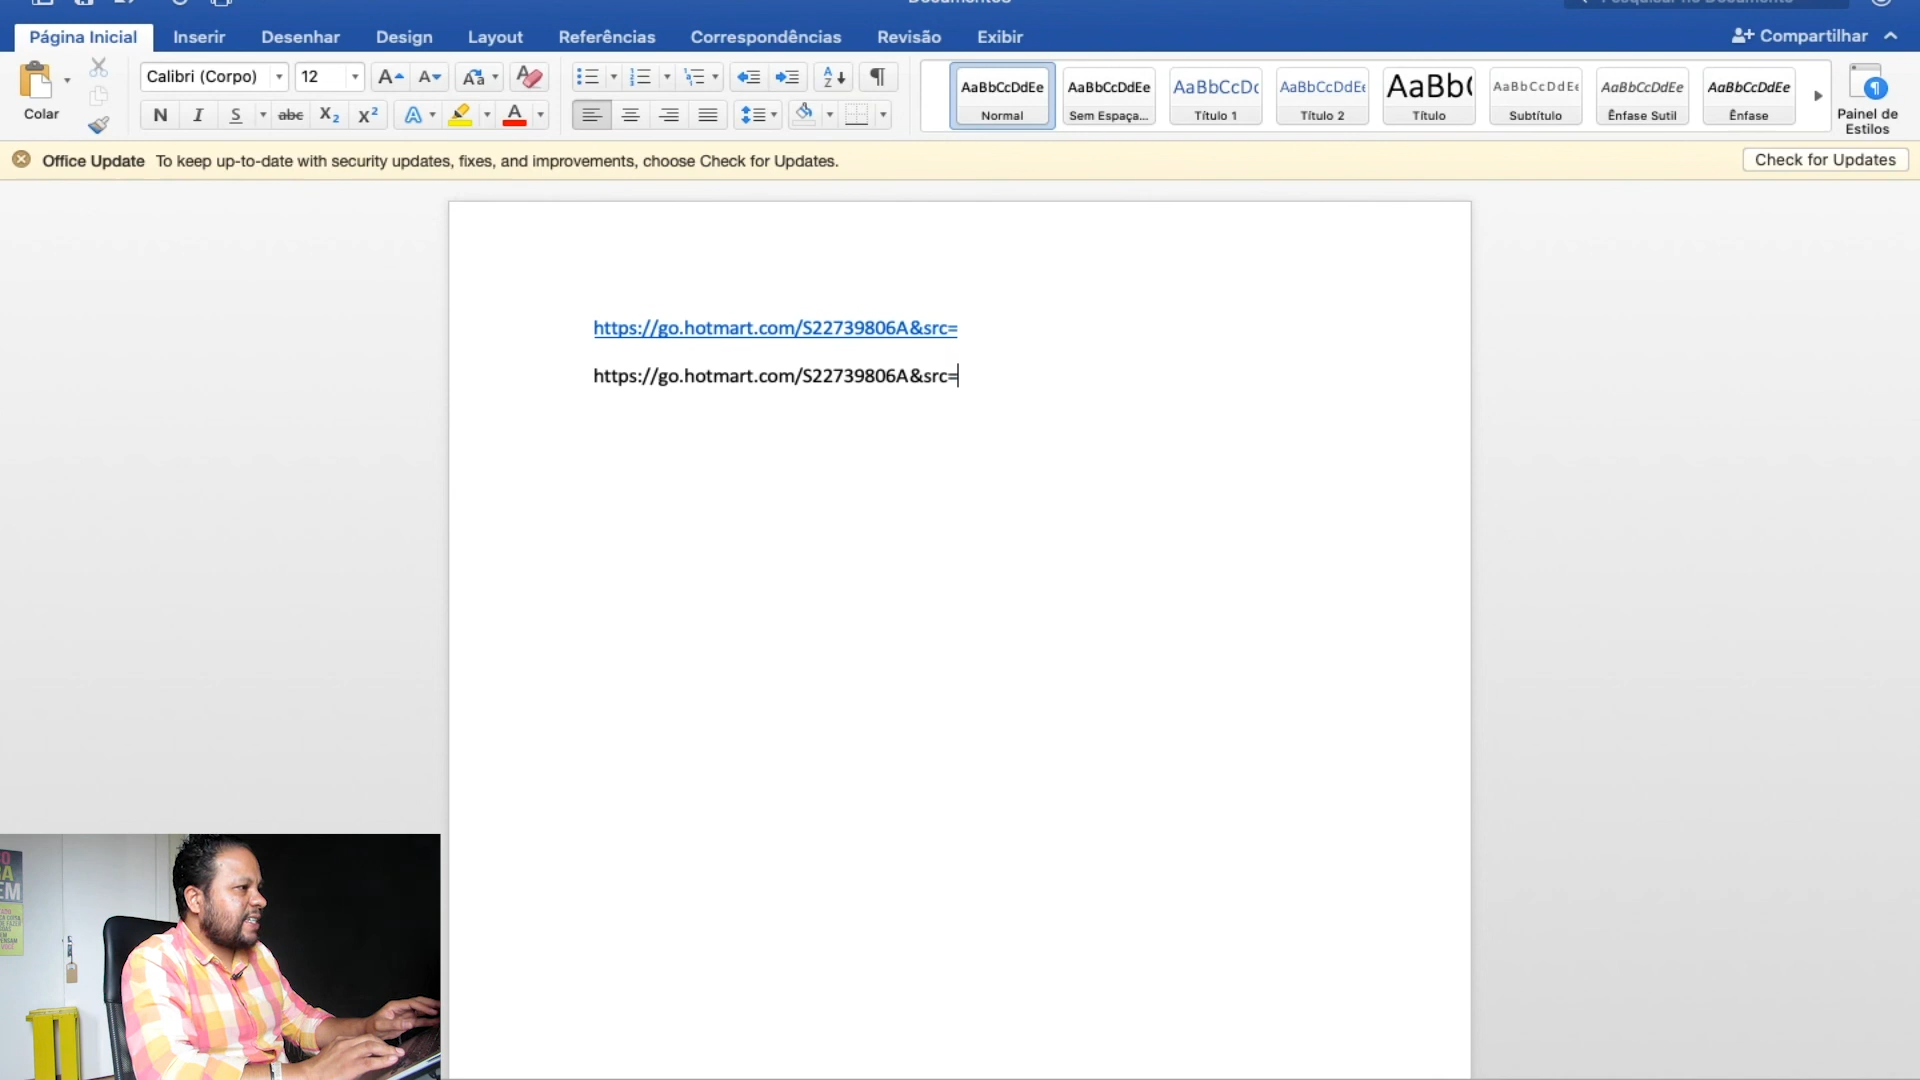 Página Inicial Inserir Desenhar Design Layout Referências Correspondências Revisão Exibir Compartilhar
Calibri (Corpo) 12
Colar
N I S abc X₂ X²
AaBbCcDdEe AaBbCcDdEe AaBbCcDc AaBbCcDdEe AaBb( AaBbCcDdEe AaBbCcDdEe AaBbCcDdEe
Normal Sem Espaça... Título 1 Título 2 Título Subtítulo Ênfase Sutil Ênfase
Painel de
Estilos
Office Update To keep up-to-date with security updates, fixes, and improvements, choose Check for Updates. Check for Updates
https://go.hotmart.com/S22739806A&src=
https://go.hotmart.com/S22739806A&src=